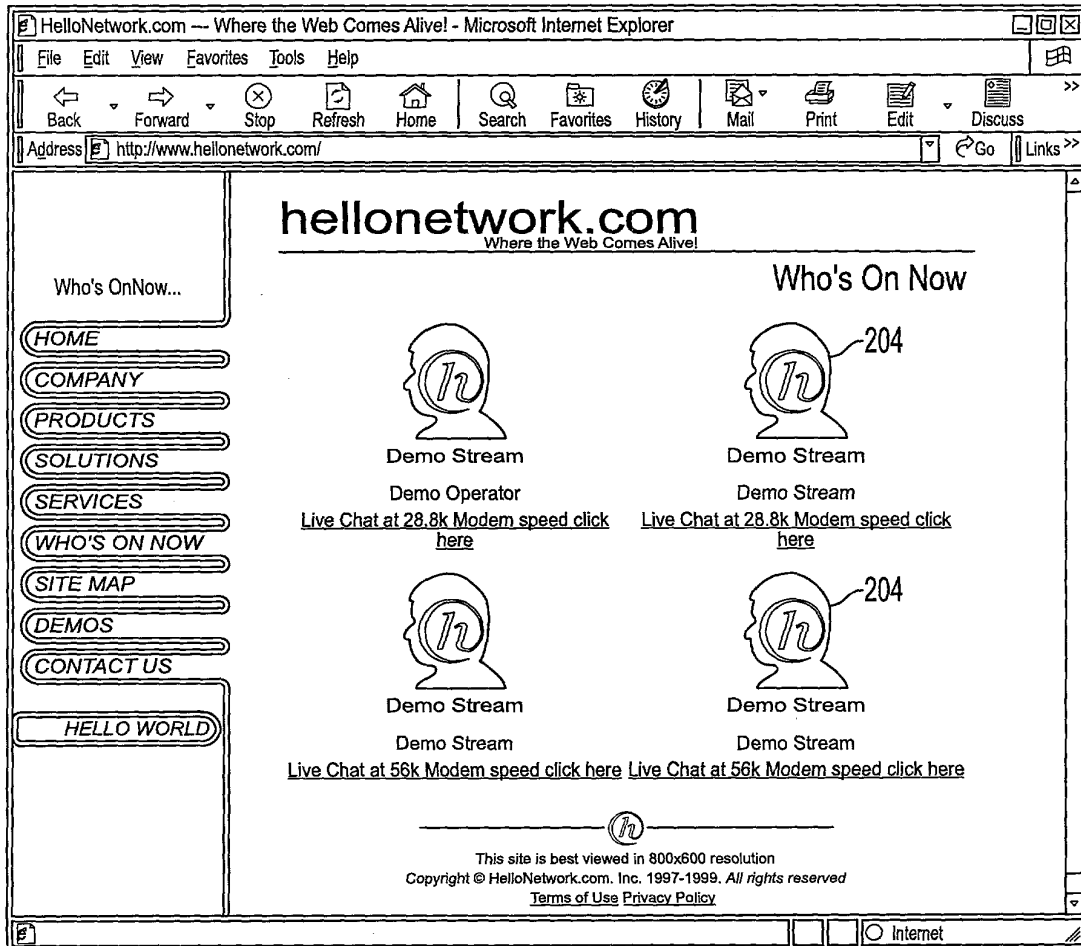 HelloNetwork.com --- Where the Web Comes Alive! - Microsoft Internet Explorer
File Edit View Favorites Tools Help
Back Forward Stop Refresh Home Search Favorites History Mail Print Edit Discuss >>
Address http://www.hellonetwork.com/ Go Links >>
hellonetwork.com
Where the Web Comes Alive!
Who's OnNow...
Who's On Now
HOME
COMPANY
PRODUCTS
SOLUTIONS
SERVICES
WHO'S ON NOW
SITE MAP
DEMOS
CONTACT US
HELLO WORLD
h
h 204
Demo Stream Demo Stream
Demo Operator Demo Stream
Live Chat at 28.8k Modem speed click Live Chat at 28.8k Modem speed click
here here
h
h 204
Demo Stream Demo Stream
Demo Stream Demo Stream
Live Chat at 56k Modem speed click here Live Chat at 56k Modem speed click here
h
This site is best viewed in 800x600 resolution
Copyright © HelloNetwork.com. Inc. 1997-1999. All rights reserved
Terms of Use Privacy Policy
Internet